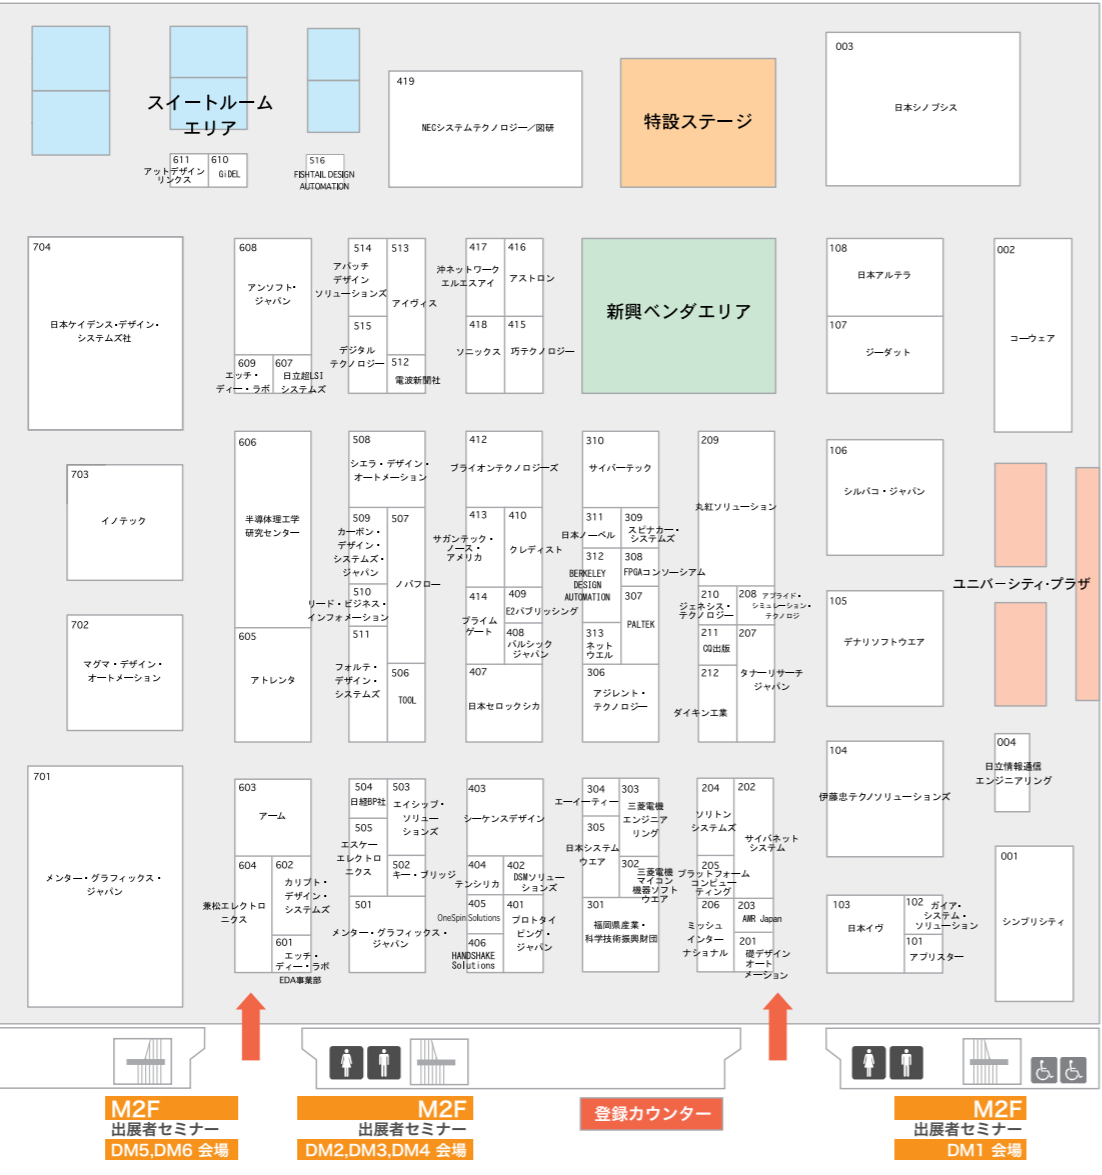 003
日本シノプシス
419
NECシステムテクノロジー／図研
特設ステージ
スイートルーム
エリア
611
アットデザイン
リンクス
610
GiDEL
516
FISHTAIL DESIGN
AUTOMATION
704
日本ケイデンス・デザイン・
システムズ社
608
アンソフト・
ジャパン
609
エッチ・
ディー・ラボ
607
日立超LSI
システムズ
514
アパッチ
デザイン
ソリューションズ
513
アイヴィス
515
デジタル
テクノロジー
512
電波新聞社
417
沖ネットワーク
エルエスアイ
416
アストロン
418
ソニックス
415
巧テクノロジー
新興ベンダエリア
108
日本アルテラ
107
ジーダット
002
コーウェア
703
イノテック
702
マグマ・デザイン・
オートメーション
606
半導体理工学
研究センター
605
アトレンタ
508
シエラ・デザイン・
オートメーション
509
カーボン・
デザイン・
システムズ・
ジャパン
507
ノバフロー
510
リード・ビジネス・
インフォメーション
511
フォルテ・
デザイン・
システムズ
506
TOOL
412
ブライオンテクノロジーズ
413
サガンテック・
ノース・
アメリカ
410
クレディスト
414
プライム
ゲート
409
E2パブリッシング
408
パルシック
ジャパン
407
日本セロックシカ
310
サイバーテック
311
日本ノーベル
309
スピナカー・
システムズ
312
BERKELEY
DESIGN
AUTOMATION
308
FPGAコンソーシアム
307
PALTEK
313
ネット
ウエル
306
アジレント・
テクノロジー
209
丸紅ソリューション
210
ジェネシス・
テクノロジー
208
アプライド・
シミュレーション・
テクノロジ
211
CQ出版
207
タナーリサーチ
ジャパン
212
ダイキン工業
106
シルバコ・ジャパン
105
デナリソフトウエア
ユニバーシティ・プラザ
104
伊藤忠テクノソリューションズ
004
日立情報通信
エンジニアリング
701
メンター・グラフィックス・
ジャパン
603
アーム
604
兼松エレクトロ
ニクス
602
カリプト・
デザイン・
システムズ
601
エッチ・
ディー・ラボ
EDA事業部
504
日経BP社
503
エイシップ・
ソリュー
ションズ
505
エスケー
エレクトロ
ニクス
502
キー・ブリッジ
501
メンター・グラフィックス・
ジャパン
403
シーケンスデザイン
404
テンシリカ
402
DSMソリュー
ションズ
405
OneSpin Solutions
401
プロトタイ
ピング・
ジャパン
406
HANDSHAKE
Solutions
304
エーイーティー
303
三菱電機
エンジニア
リング
305
日本システム
ウエア
302
三菱電機
マイコン
機器ソフト
ウエア
301
福岡県産業・
科学技術振興財団
204
ソリトン
システムズ
202
サイバネット
システム
205
プラットフォーム
コンピュー
ティング
206
ミッシュ
インター
ナショナル
203
AWR Japan
201
礎デザイン
オート
メーション
103
日本イヴ
102
ガイア・
システム・
ソリューション
101
アプリスター
001
シンプリシティ
M2F
出展者セミナー
DM5,DM6 会場
M2F
出展者セミナー
DM2,DM3,DM4 会場
登録カウンター
M2F
出展者セミナー
DM1 会場